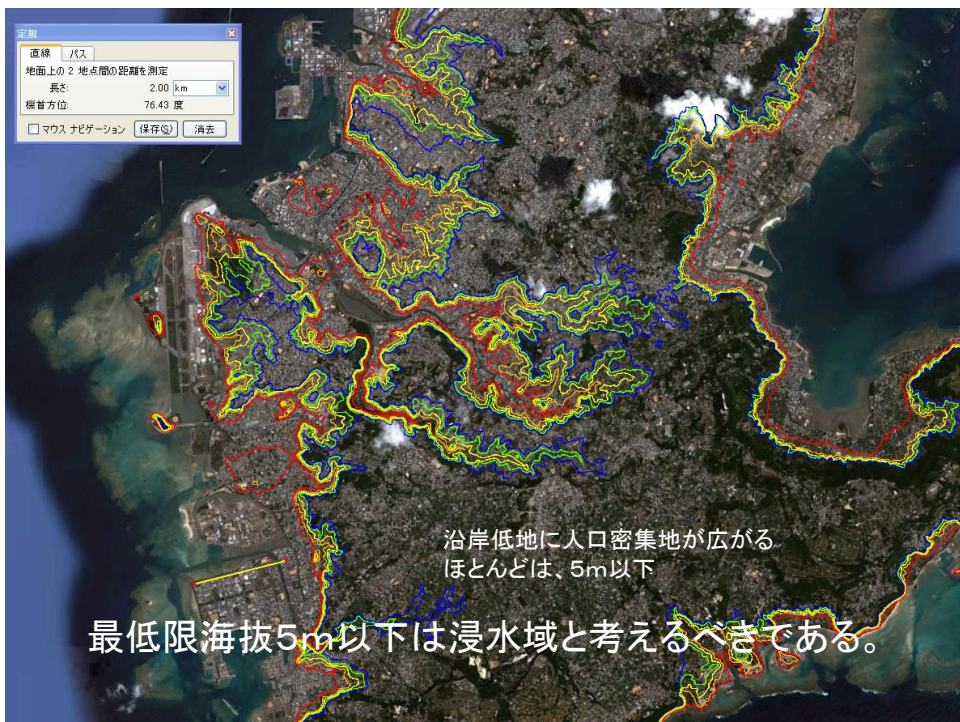 定規
直線 パス
地面上の 2 地点間の距離を測定
長さ: 2.00 km
機首方位: 76.43 度
マウス ナビゲーション 保存(S) 消去
沿岸低地に人口密集地が広がる
ほとんどは、5m以下
最低限海抜5m以下は浸水域と考えるべきである。